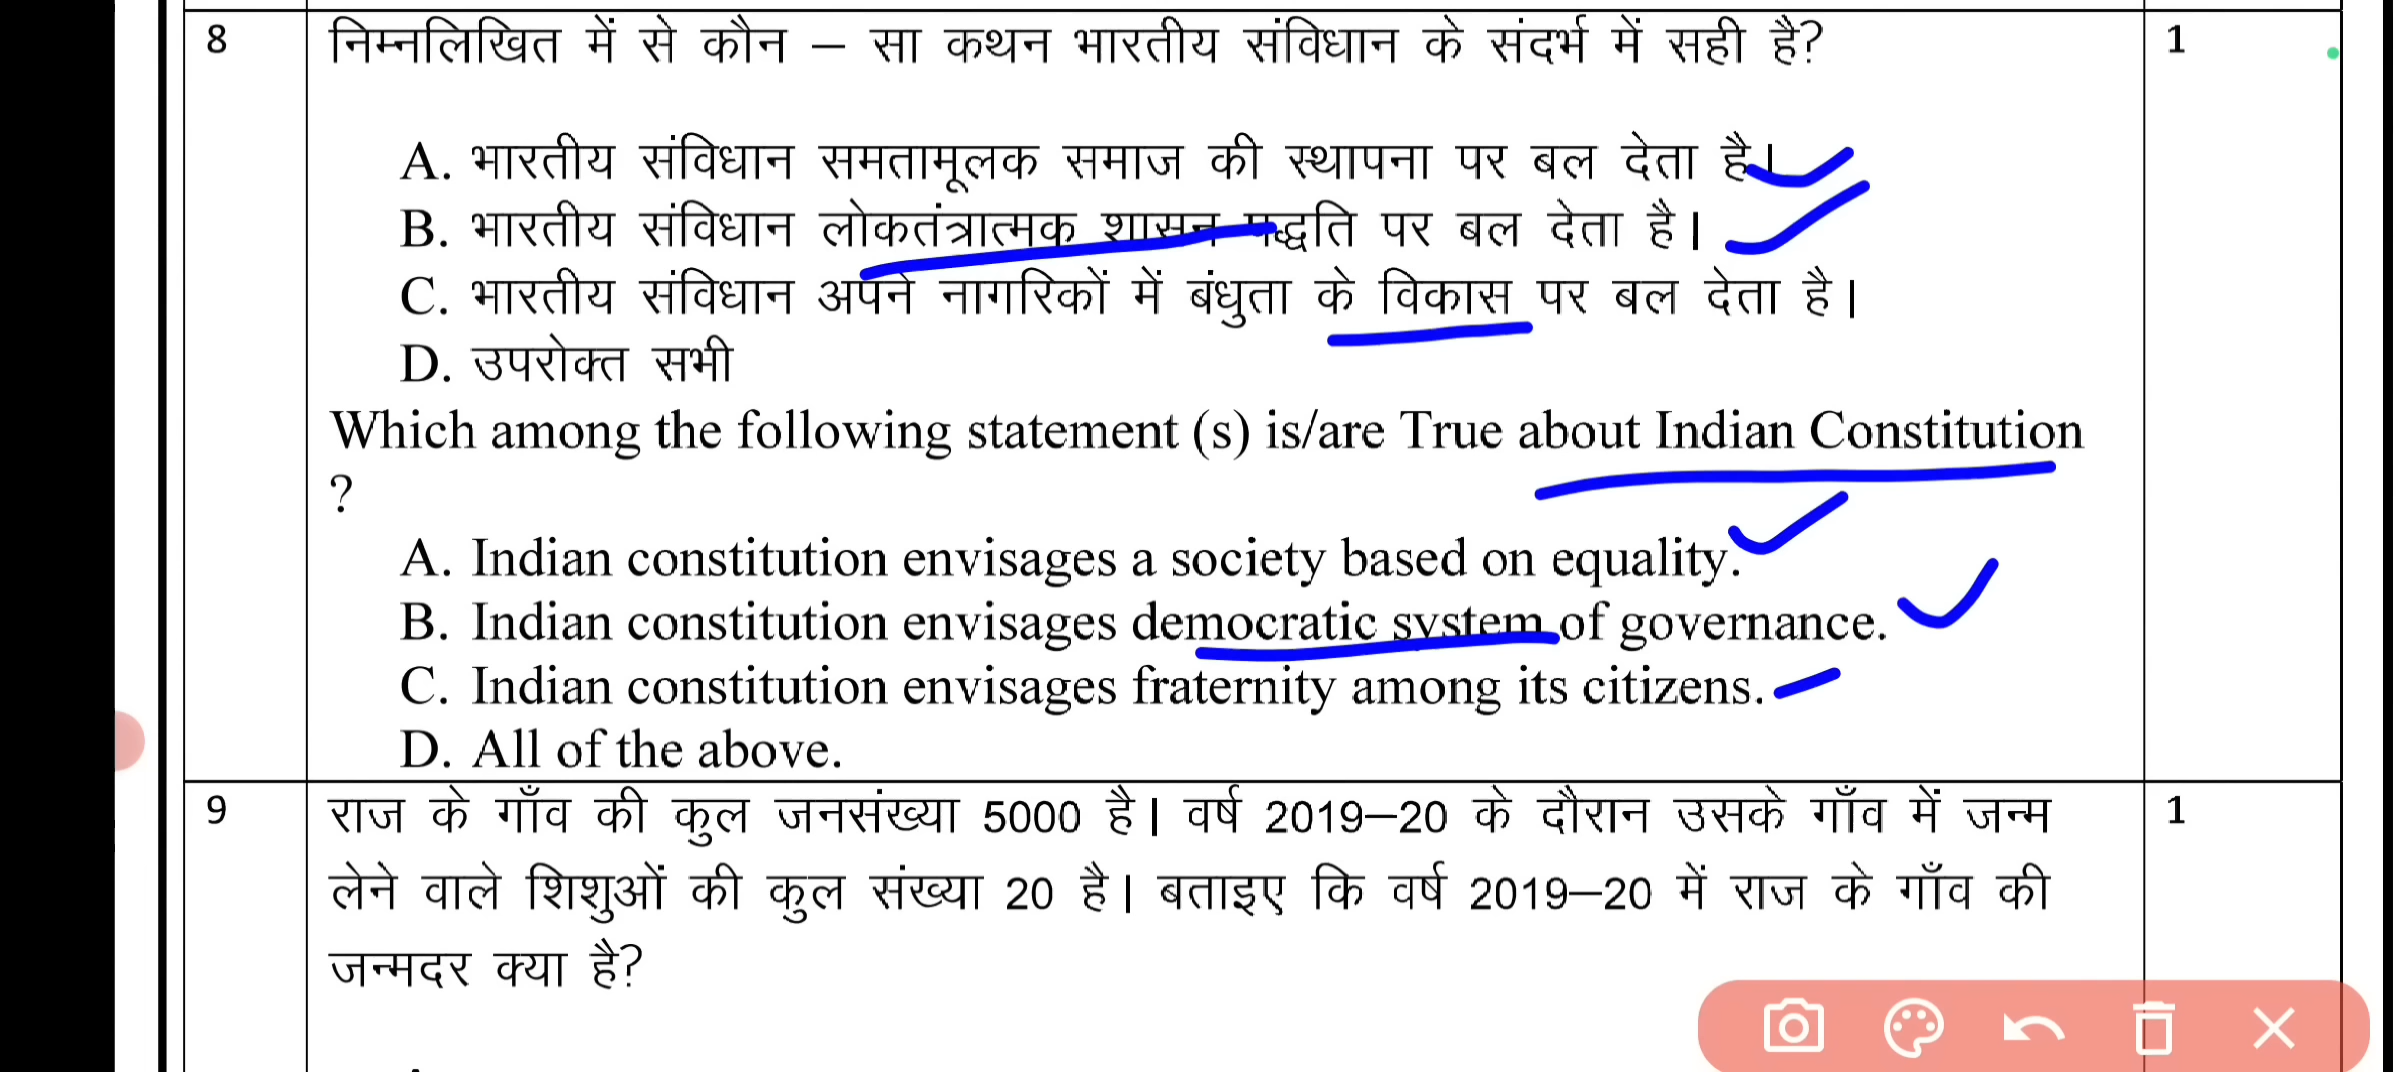 8 निम्नलिखित में से कौन – सा कथन भारतीय संविधान के संदर्भ में सही है? 1
A. भारतीय संविधान समतामूलक समाज की स्थापना पर बल देता है।
B. भारतीय संविधान लोकतंत्रात्मक शासन पद्धति पर बल देता है।
C. भारतीय संविधान अपने नागरिकों में बंधुता के विकास पर बल देता है।
D. उपरोक्त सभी
Which among the following statement (s) is/are True about Indian Constitution
?
A. Indian constitution envisages a society based on equality.
B. Indian constitution envisages democratic system of governance.
C. Indian constitution envisages fraternity among its citizens.
D. All of the above.
9 राज के गाँव की कुल जनसंख्या 5000 है। वर्ष 2019–20 के दौरान उसके गाँव में जन्म 1
लेने वाले शिशुओं की कुल संख्या 20 है। बताइए कि वर्ष 2019–20 में राज के गाँव की
जन्मदर क्या है?